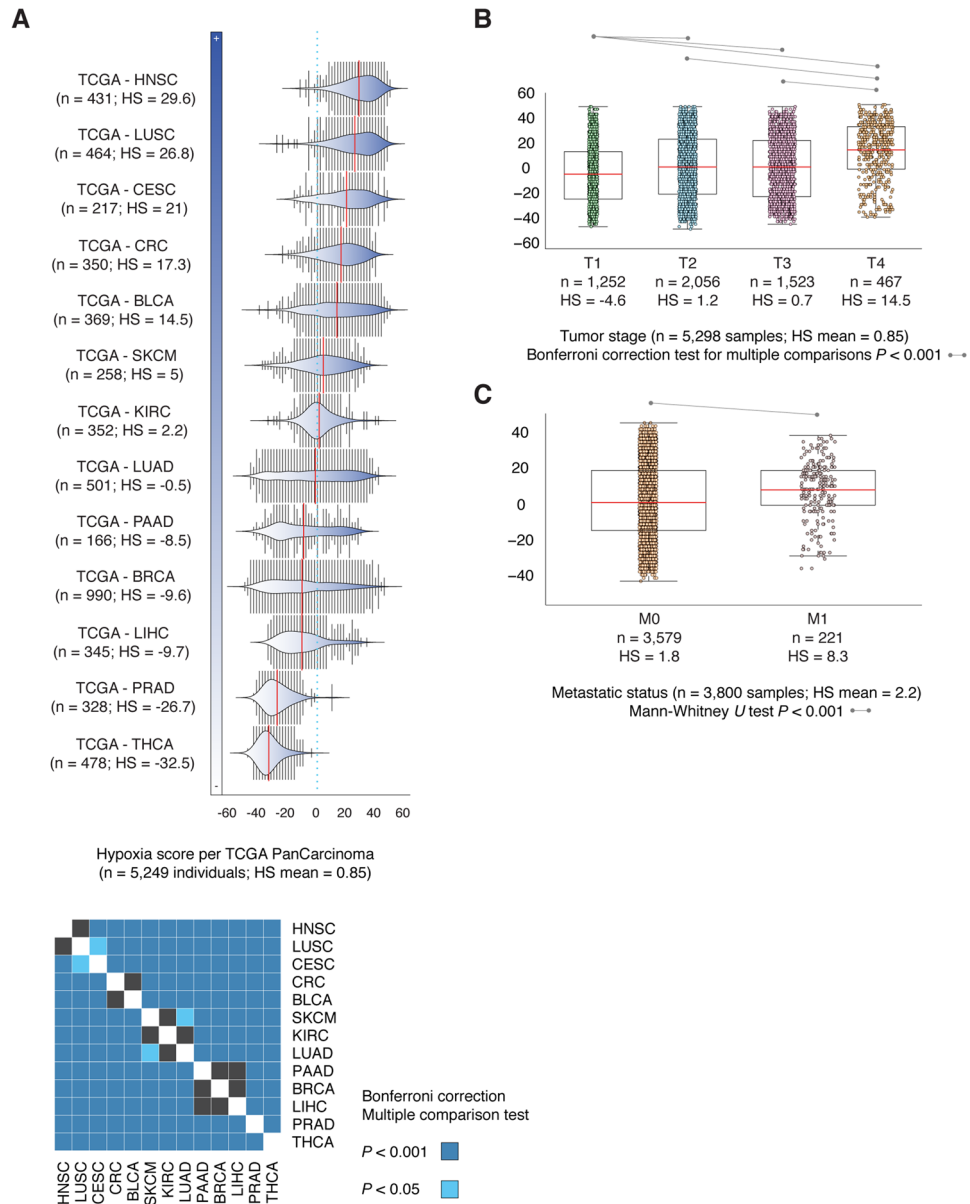 A
+
TCGA - HNSC
(n = 431; HS = 29.6)
TCGA - LUSC
(n = 464; HS = 26.8)
TCGA - CESC
(n = 217; HS = 21)
TCGA - CRC
(n = 350; HS = 17.3)
TCGA - BLCA
(n = 369; HS = 14.5)
TCGA - SKCM
(n = 258; HS = 5)
TCGA - KIRC
(n = 352; HS = 2.2)
TCGA - LUAD
(n = 501; HS = -0.5)
TCGA - PAAD
(n = 166; HS = -8.5)
TCGA - BRCA
(n = 990; HS = -9.6)
TCGA - LIHC
(n = 345; HS = -9.7)
TCGA - PRAD
(n = 328; HS = -26.7)
TCGA - THCA
(n = 478; HS = -32.5)
-
-60 -40 -20 0 20 40 60
Hypoxia score per TCGA PanCarcinoma
(n = 5,249 individuals; HS mean = 0.85)
HNSC
LUSC
CESC
CRC
BLCA
SKCM
KIRC
LUAD
PAAD
BRCA
LIHC
PRAD
THCA
HNSC
LUSC
CESC
CRC
BLCA
SKCM
KIRC
LUAD
PAAD
BRCA
LIHC
PRAD
THCA
Bonferroni correction
Multiple comparison test
P < 0.001
P < 0.05
B
60
40
20
0
−20
−40
−60
T1 T2 T3 T4
n = 1,252 n = 2,056 n = 1,523 n = 467
HS = -4.6 HS = 1.2 HS = 0.7 HS = 14.5
Tumor stage (n = 5,298 samples; HS mean = 0.85)
Bonferroni correction test for multiple comparisons P < 0.001
C
40
20
0
−20
−40
M0 M1
n = 3,579 n = 221
HS = 1.8 HS = 8.3
Metastatic status (n = 3,800 samples; HS mean = 2.2)
Mann-Whitney U test P < 0.001